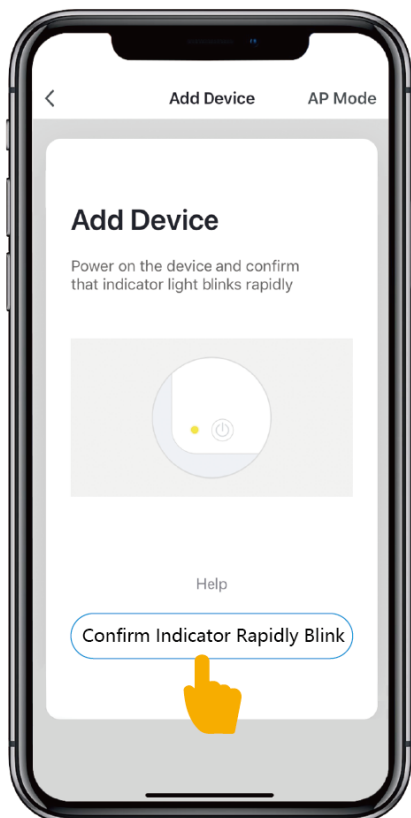 Add Device AP Mode
Add Device
Power on the device and confirm
that indicator light blinks rapidly
Help
Confirm Indicator Rapidly Blink